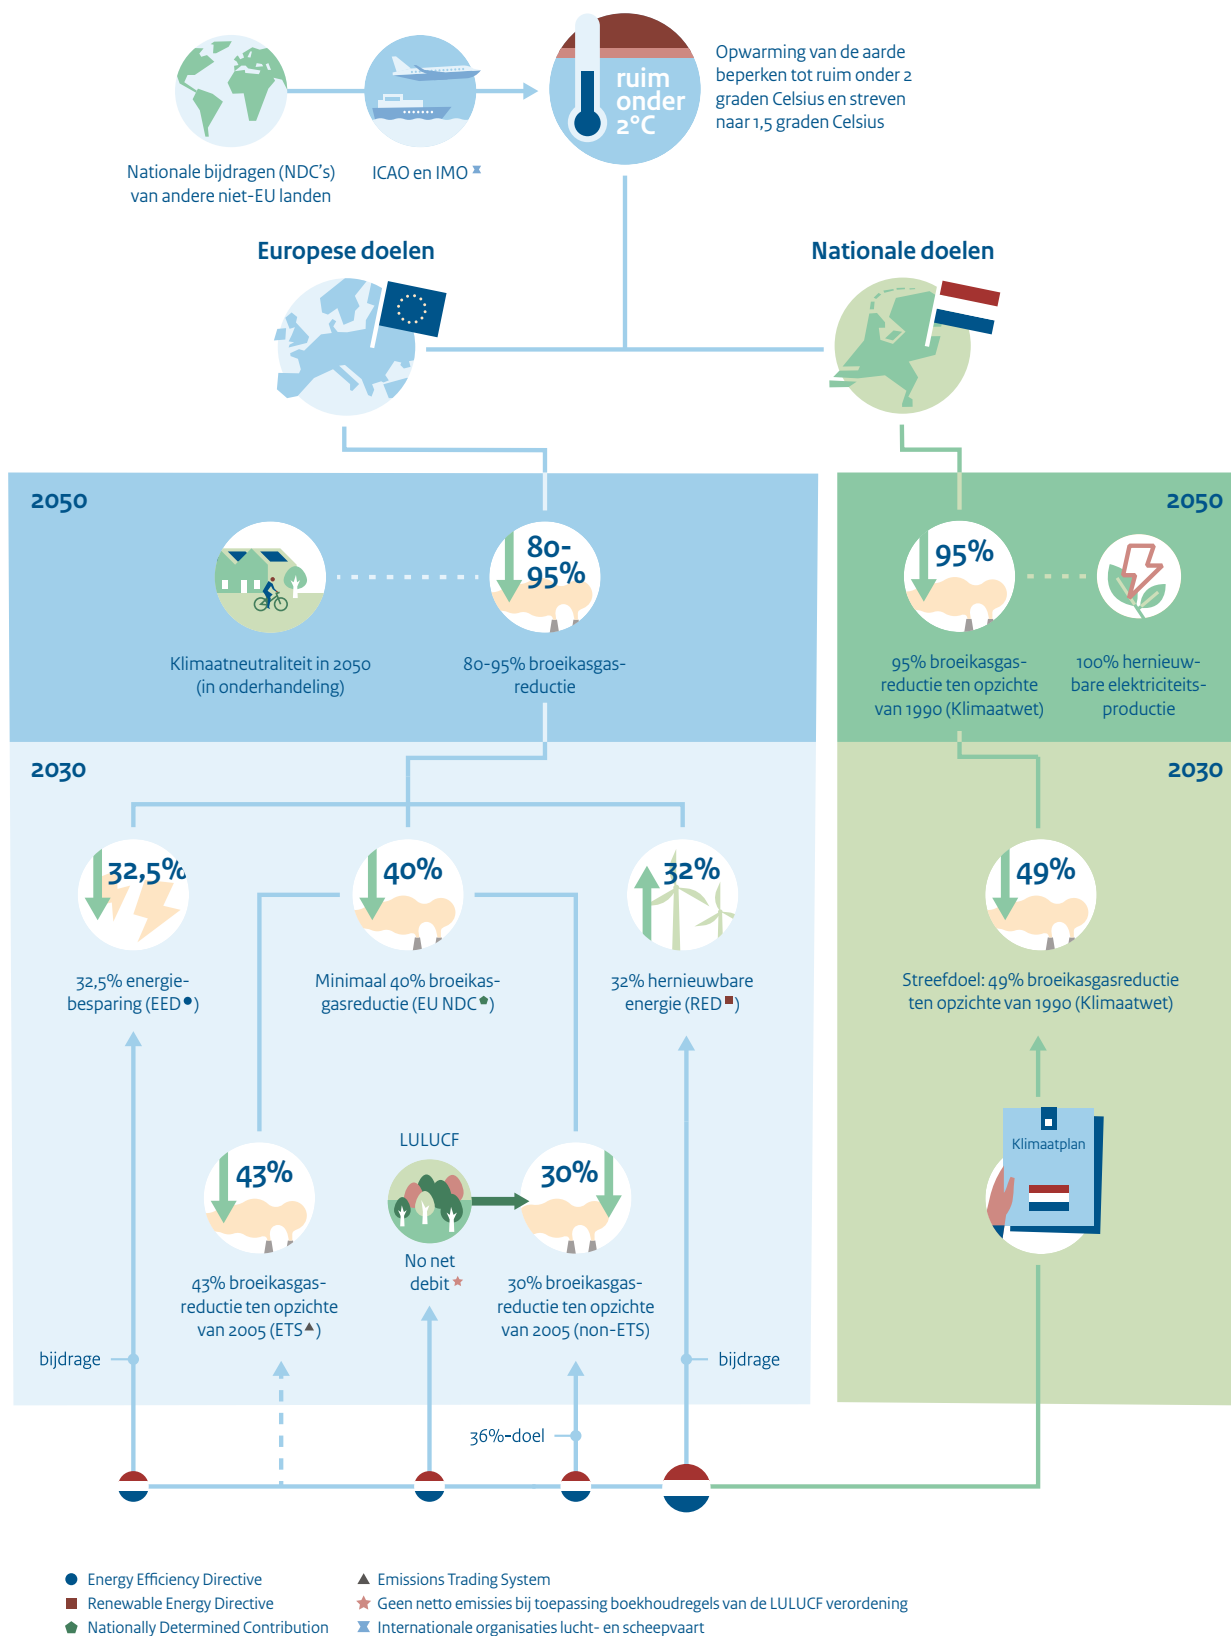 ruim
onder
2°C
Opwarming van de aarde
beperken tot ruim onder 2
graden Celsius en streven
naar 1,5 graden Celsius
Nationale bijdragen (NDC's)
van andere niet-EU landen
ICAO en IMO
Europese doelen
Nationale doelen
2050
80-
95%
Klimaatneutraliteit in 2050
(in onderhandeling)
80-95% broeikasgas-
reductie
2050
95%
95% broeikasgas-
reductie ten opzichte
van 1990 (Klimaatwet)
100% hernieuw-
bare elektriciteits-
productie
2030
32,5%
40%
32%
32,5% energie-
besparing (EED●)
Minimaal 40% broeikas-
gasreductie (EU NDC⬟)
32% hernieuwbare
energie (RED■)
2030
49%
Streefdoel: 49% broeikasgasreductie
ten opzichte van 1990 (Klimaatwet)
Klimaatplan
LULUCF
43%
30%
No net
debit★
43% broeikasgas-
reductie ten opzichte
van 2005 (ETS▲)
30% broeikasgas-
reductie ten opzichte
van 2005 (non-ETS)
bijdrage
bijdrage
36%-doel
● Energy Efficiency Directive
■ Renewable Energy Directive
⬟ Nationally Determined Contribution
▲ Emissions Trading System
★ Geen netto emissies bij toepassing boekhoudregels van de LULUCF verordening
Internationale organisaties lucht- en scheepvaart